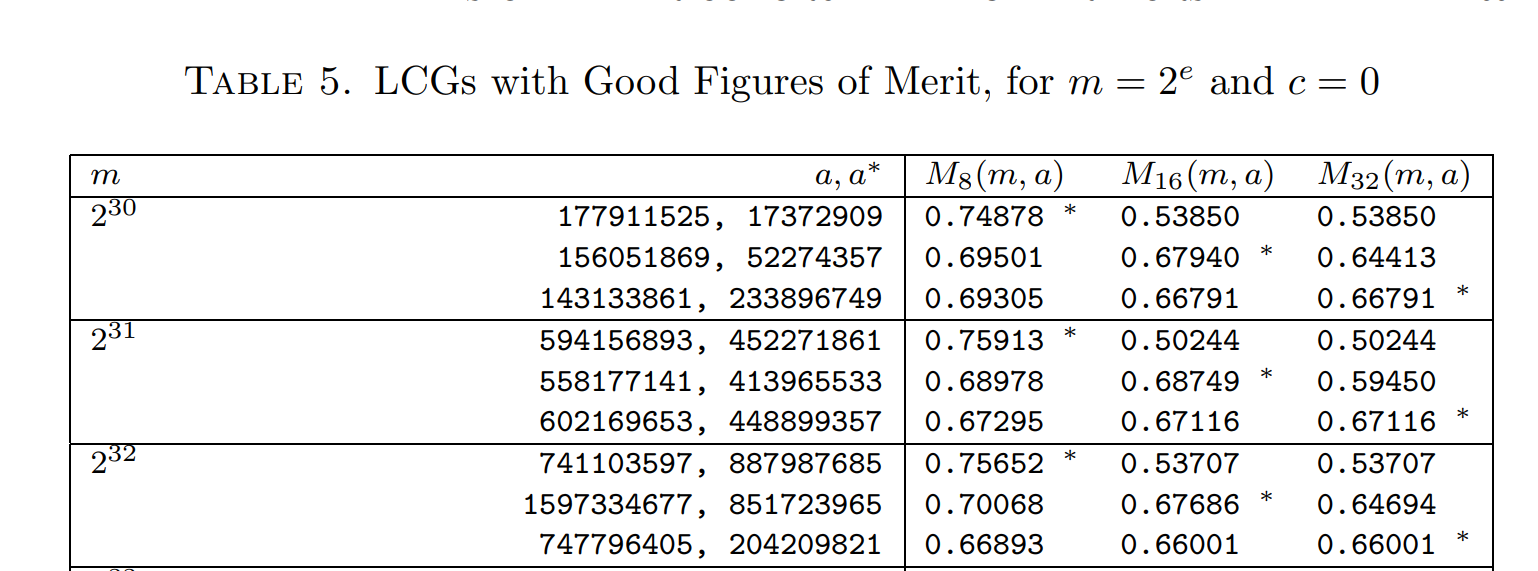 TABLE 5. LCGs with Good Figures of Merit, for m = 2^e and c = 0
m a, a* M_8(m, a) M_16(m, a) M_32(m, a)
2^30 177911525, 17372909 0.74878 * 0.53850 0.53850
156051869, 52274357 0.69501 0.67940 * 0.64413
143133861, 233896749 0.69305 0.66791 0.66791 *
2^31 594156893, 452271861 0.75913 * 0.50244 0.50244
558177141, 413965533 0.68978 0.68749 * 0.59450
602169653, 448899357 0.67295 0.67116 0.67116 *
2^32 741103597, 887987685 0.75652 * 0.53707 0.53707
1597334677, 851723965 0.70068 0.67686 * 0.64694
747796405, 204209821 0.66893 0.66001 0.66001 *